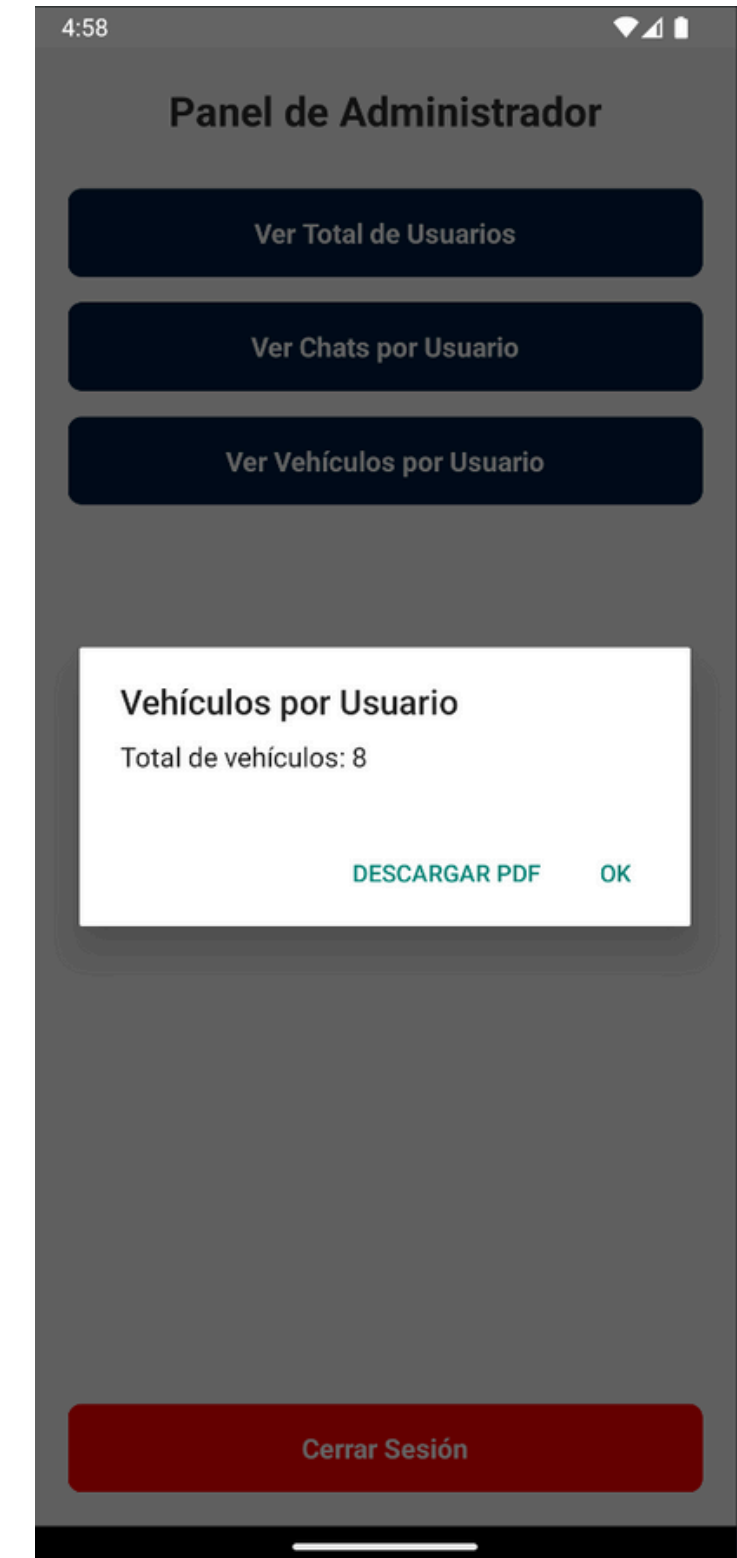 4:58
Panel de Administrador
Ver Total de Usuarios
Ver Chats por Usuario
Ver Vehículos por Usuario
Vehículos por Usuario
Total de vehículos: 8
DESCARGAR PDF OK
Cerrar Sesión